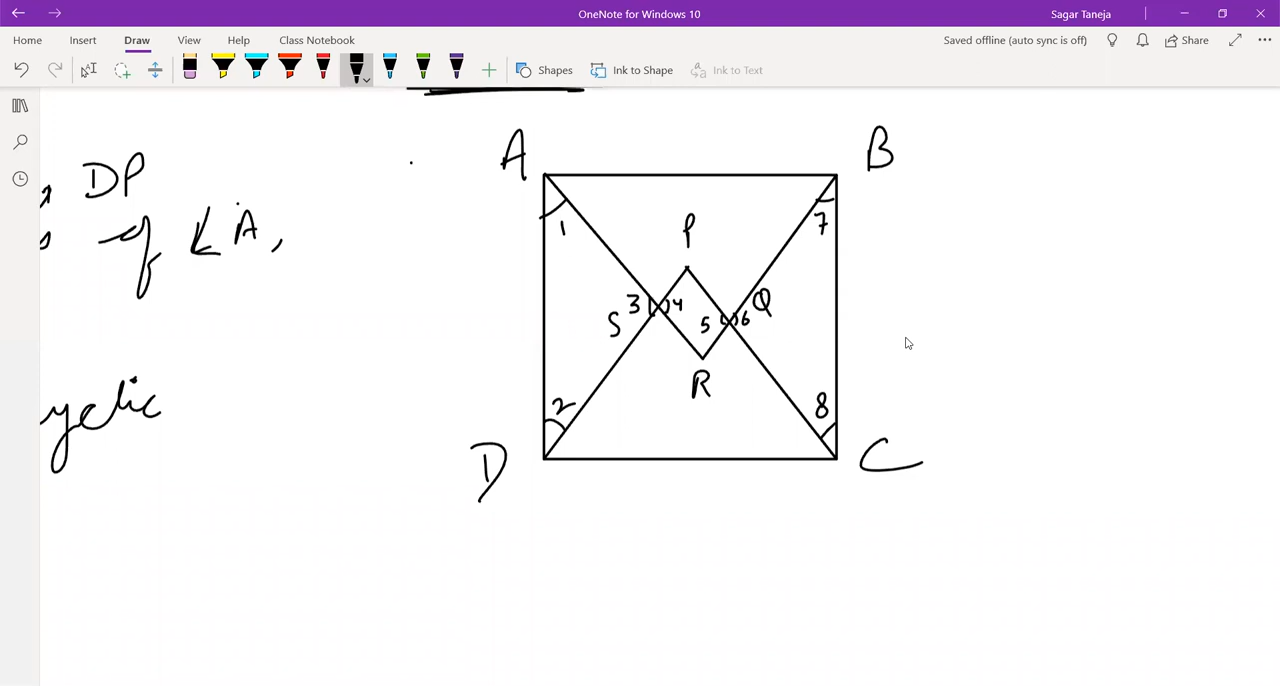 OneNote for Windows 10
Sagar Taneja
Home Insert Draw View Help Class Notebook
Saved offline (auto sync is off)
Share
Shapes
Ink to Shape
Ink to Text
A
B
DP
of ∠A,
1
7
P
3
4
S
5
6
Q
R
yclic
2
8
D
C